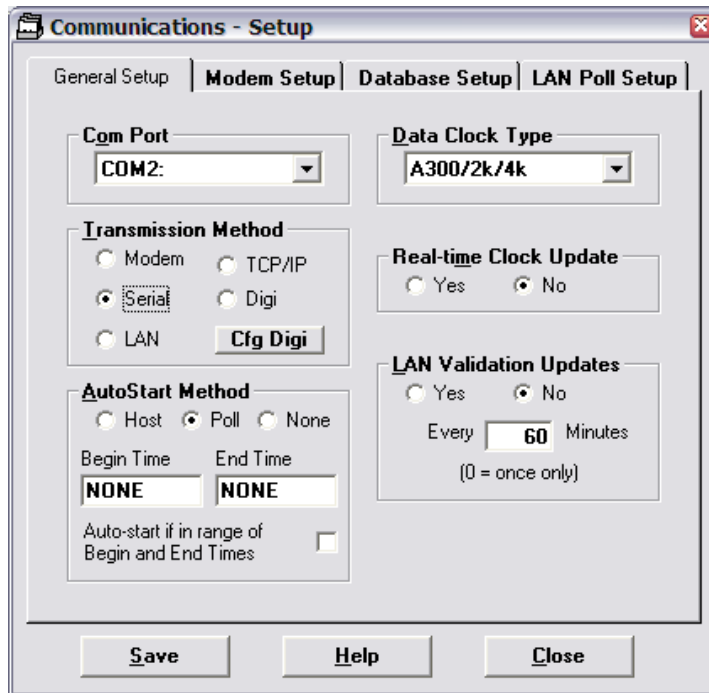 Communications - Setup
General Setup Modem Setup Database Setup LAN Poll Setup
Com Port
COM2:
Data Clock Type
A300/2k/4k
Transmission Method
Modem TCP/IP
Serial Digi
LAN Cfg Digi
Real-time Clock Update
Yes No
AutoStart Method
Host Poll None
Begin Time End Time
NONE NONE
Auto-start if in range of
Begin and End Times
LAN Validation Updates
Yes No
Every 60 Minutes
(0 = once only)
Save Help Close